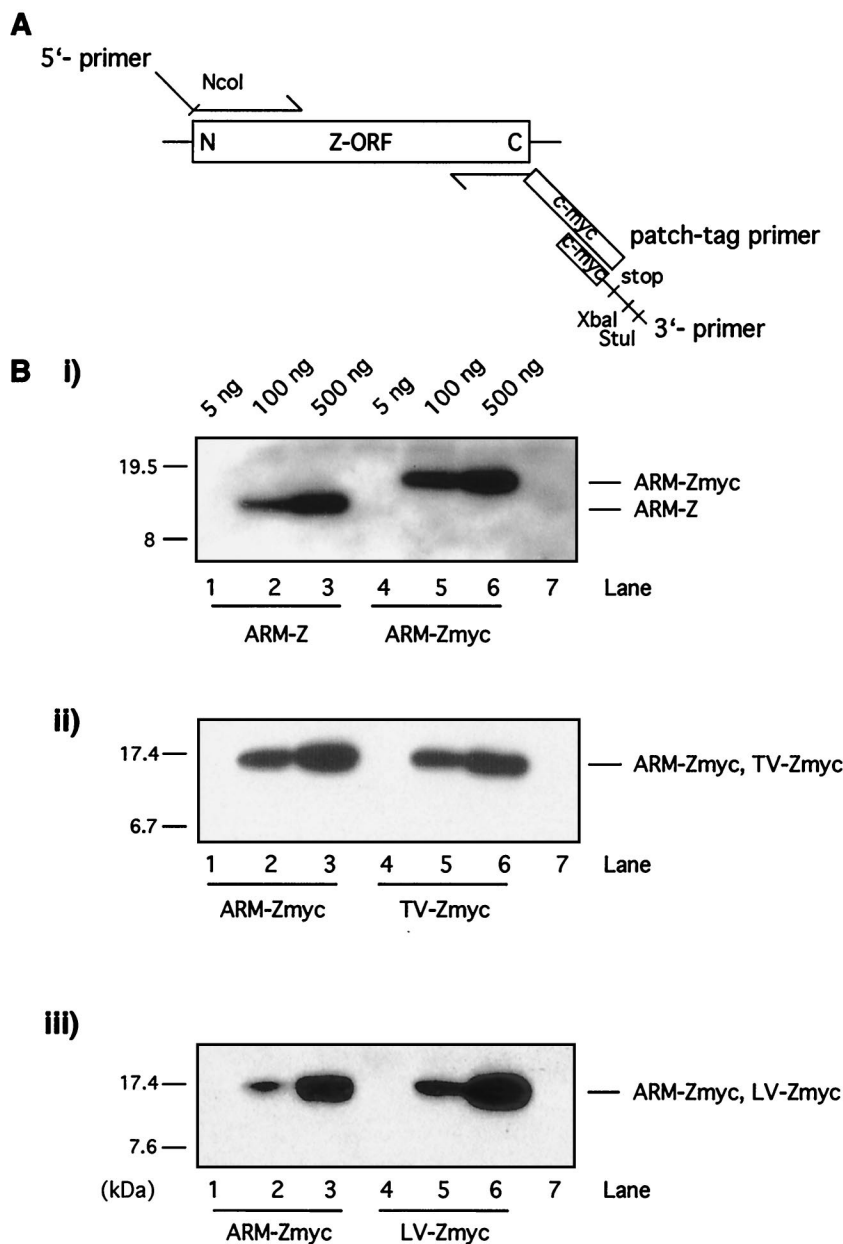 A
5‘- primer
NcoI
N Z-ORF C
c-myc
patch-tag primer
c-myc
stop
XbaI
StuI
3‘- primer
B i)
5 ng 100 ng 500 ng 5 ng 100 ng 500 ng
19.5
ARM-Zmyc
ARM-Z
8
1 2 3 4 5 6 7 Lane
ARM-Z ARM-Zmyc
ii)
17.4
ARM-Zmyc, TV-Zmyc
6.7
1 2 3 4 5 6 7 Lane
ARM-Zmyc TV-Zmyc
iii)
17.4
ARM-Zmyc, LV-Zmyc
7.6
(kDa) 1 2 3 4 5 6 7 Lane
ARM-Zmyc LV-Zmyc